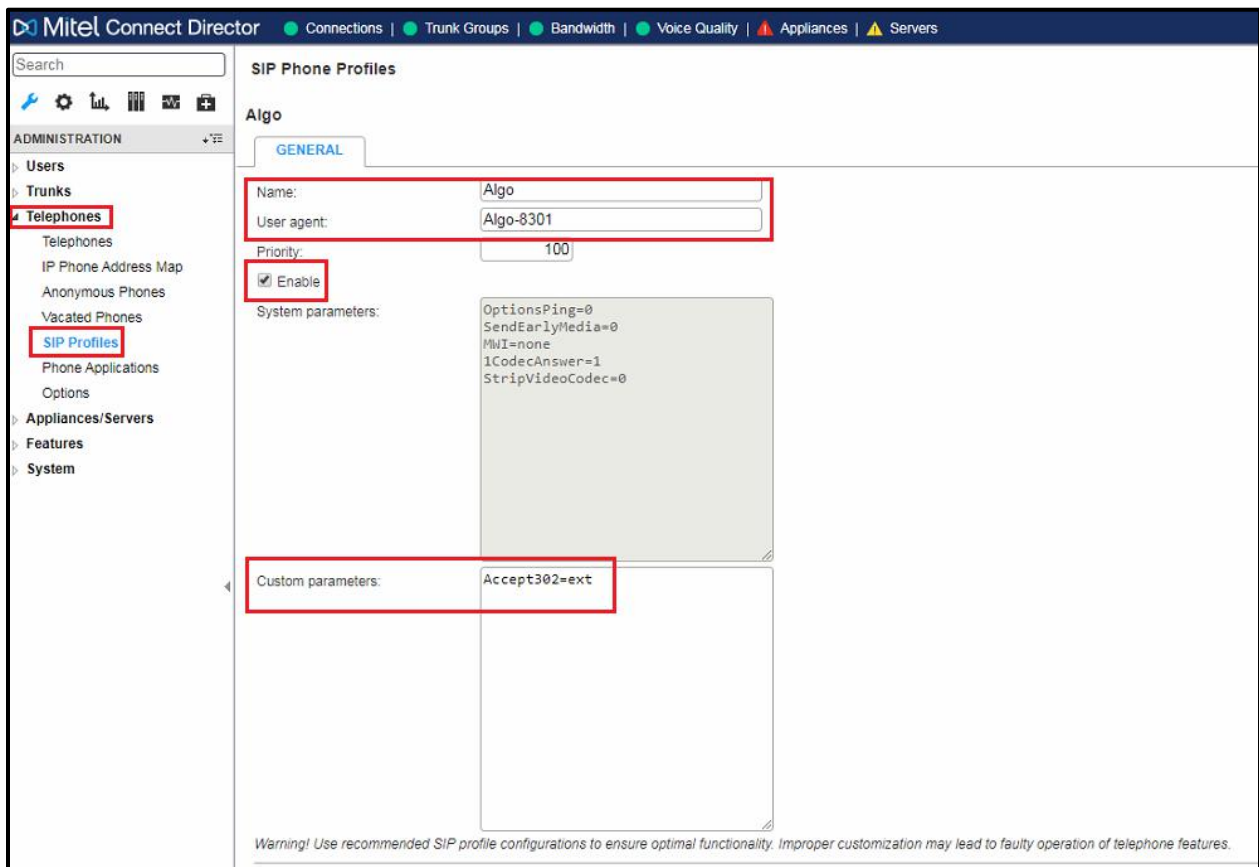 Mitel Connect Director Connections | Trunk Groups | Bandwidth | Voice Quality | Appliances | Servers
Search
ADMINISTRATION
Users
Trunks
Telephones
Telephones
IP Phone Address Map
Anonymous Phones
Vacated Phones
SIP Profiles
Phone Applications
Options
Appliances/Servers
Features
System
SIP Phone Profiles
Algo
GENERAL
Name: Algo
User agent: Algo-8301
Priority: 100
Enable
System parameters: OptionsPing=0
SendEarlyMedia=0
MWI=none
1CodecAnswer=1
StripVideoCodec=0
Custom parameters: Accept302=ext
Warning! Use recommended SIP profile configurations to ensure optimal functionality. Improper customization may lead to faulty operation of telephone features.